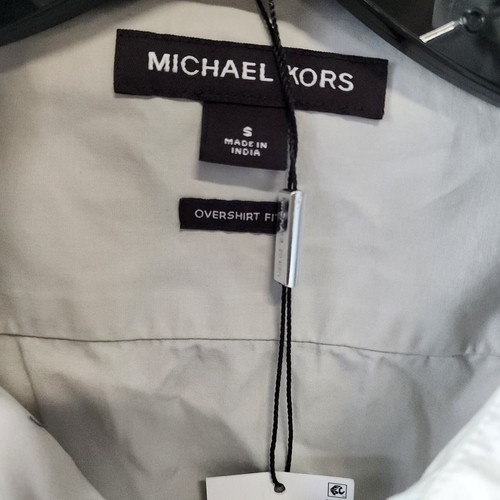 MICHAEL KORS
S
MADE IN
INDIA
OVERSHIRT FIT